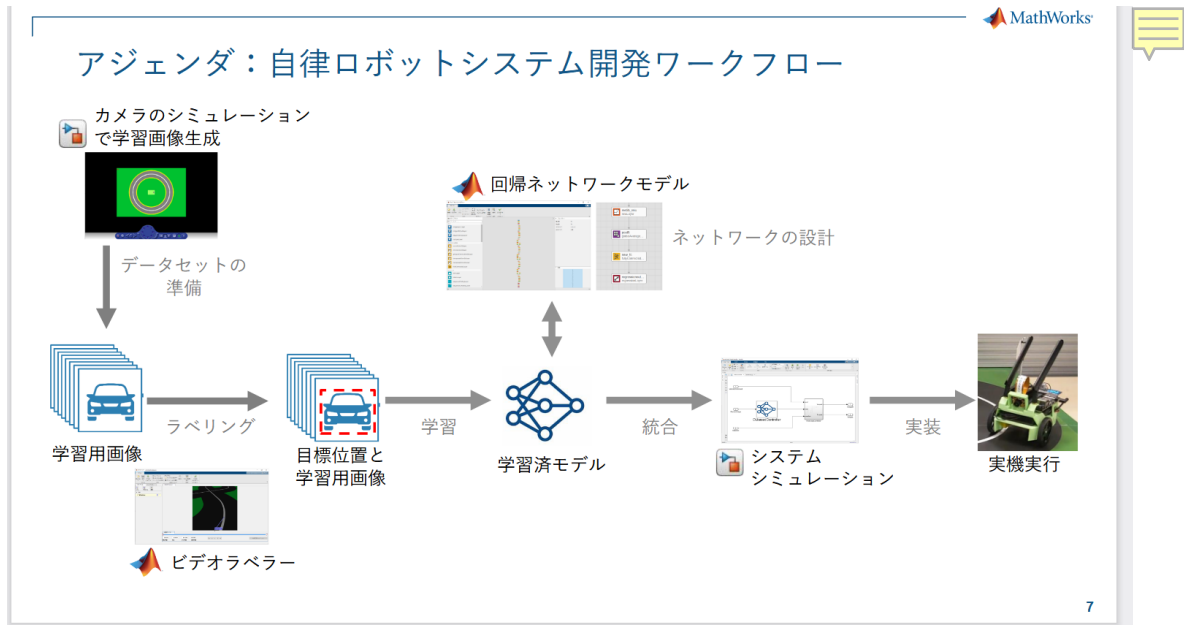 MathWorks
アジェンダ：自律ロボットシステム開発ワークフロー
カメラのシミュレーション
で学習画像生成
回帰ネットワークモデル
ネットワークの設計
データセットの
準備
ラベリング
学習
統合
実装
学習用画像
目標位置と
学習用画像
学習済モデル
システム
シミュレーション
実機実行
ビデオラベラー
7